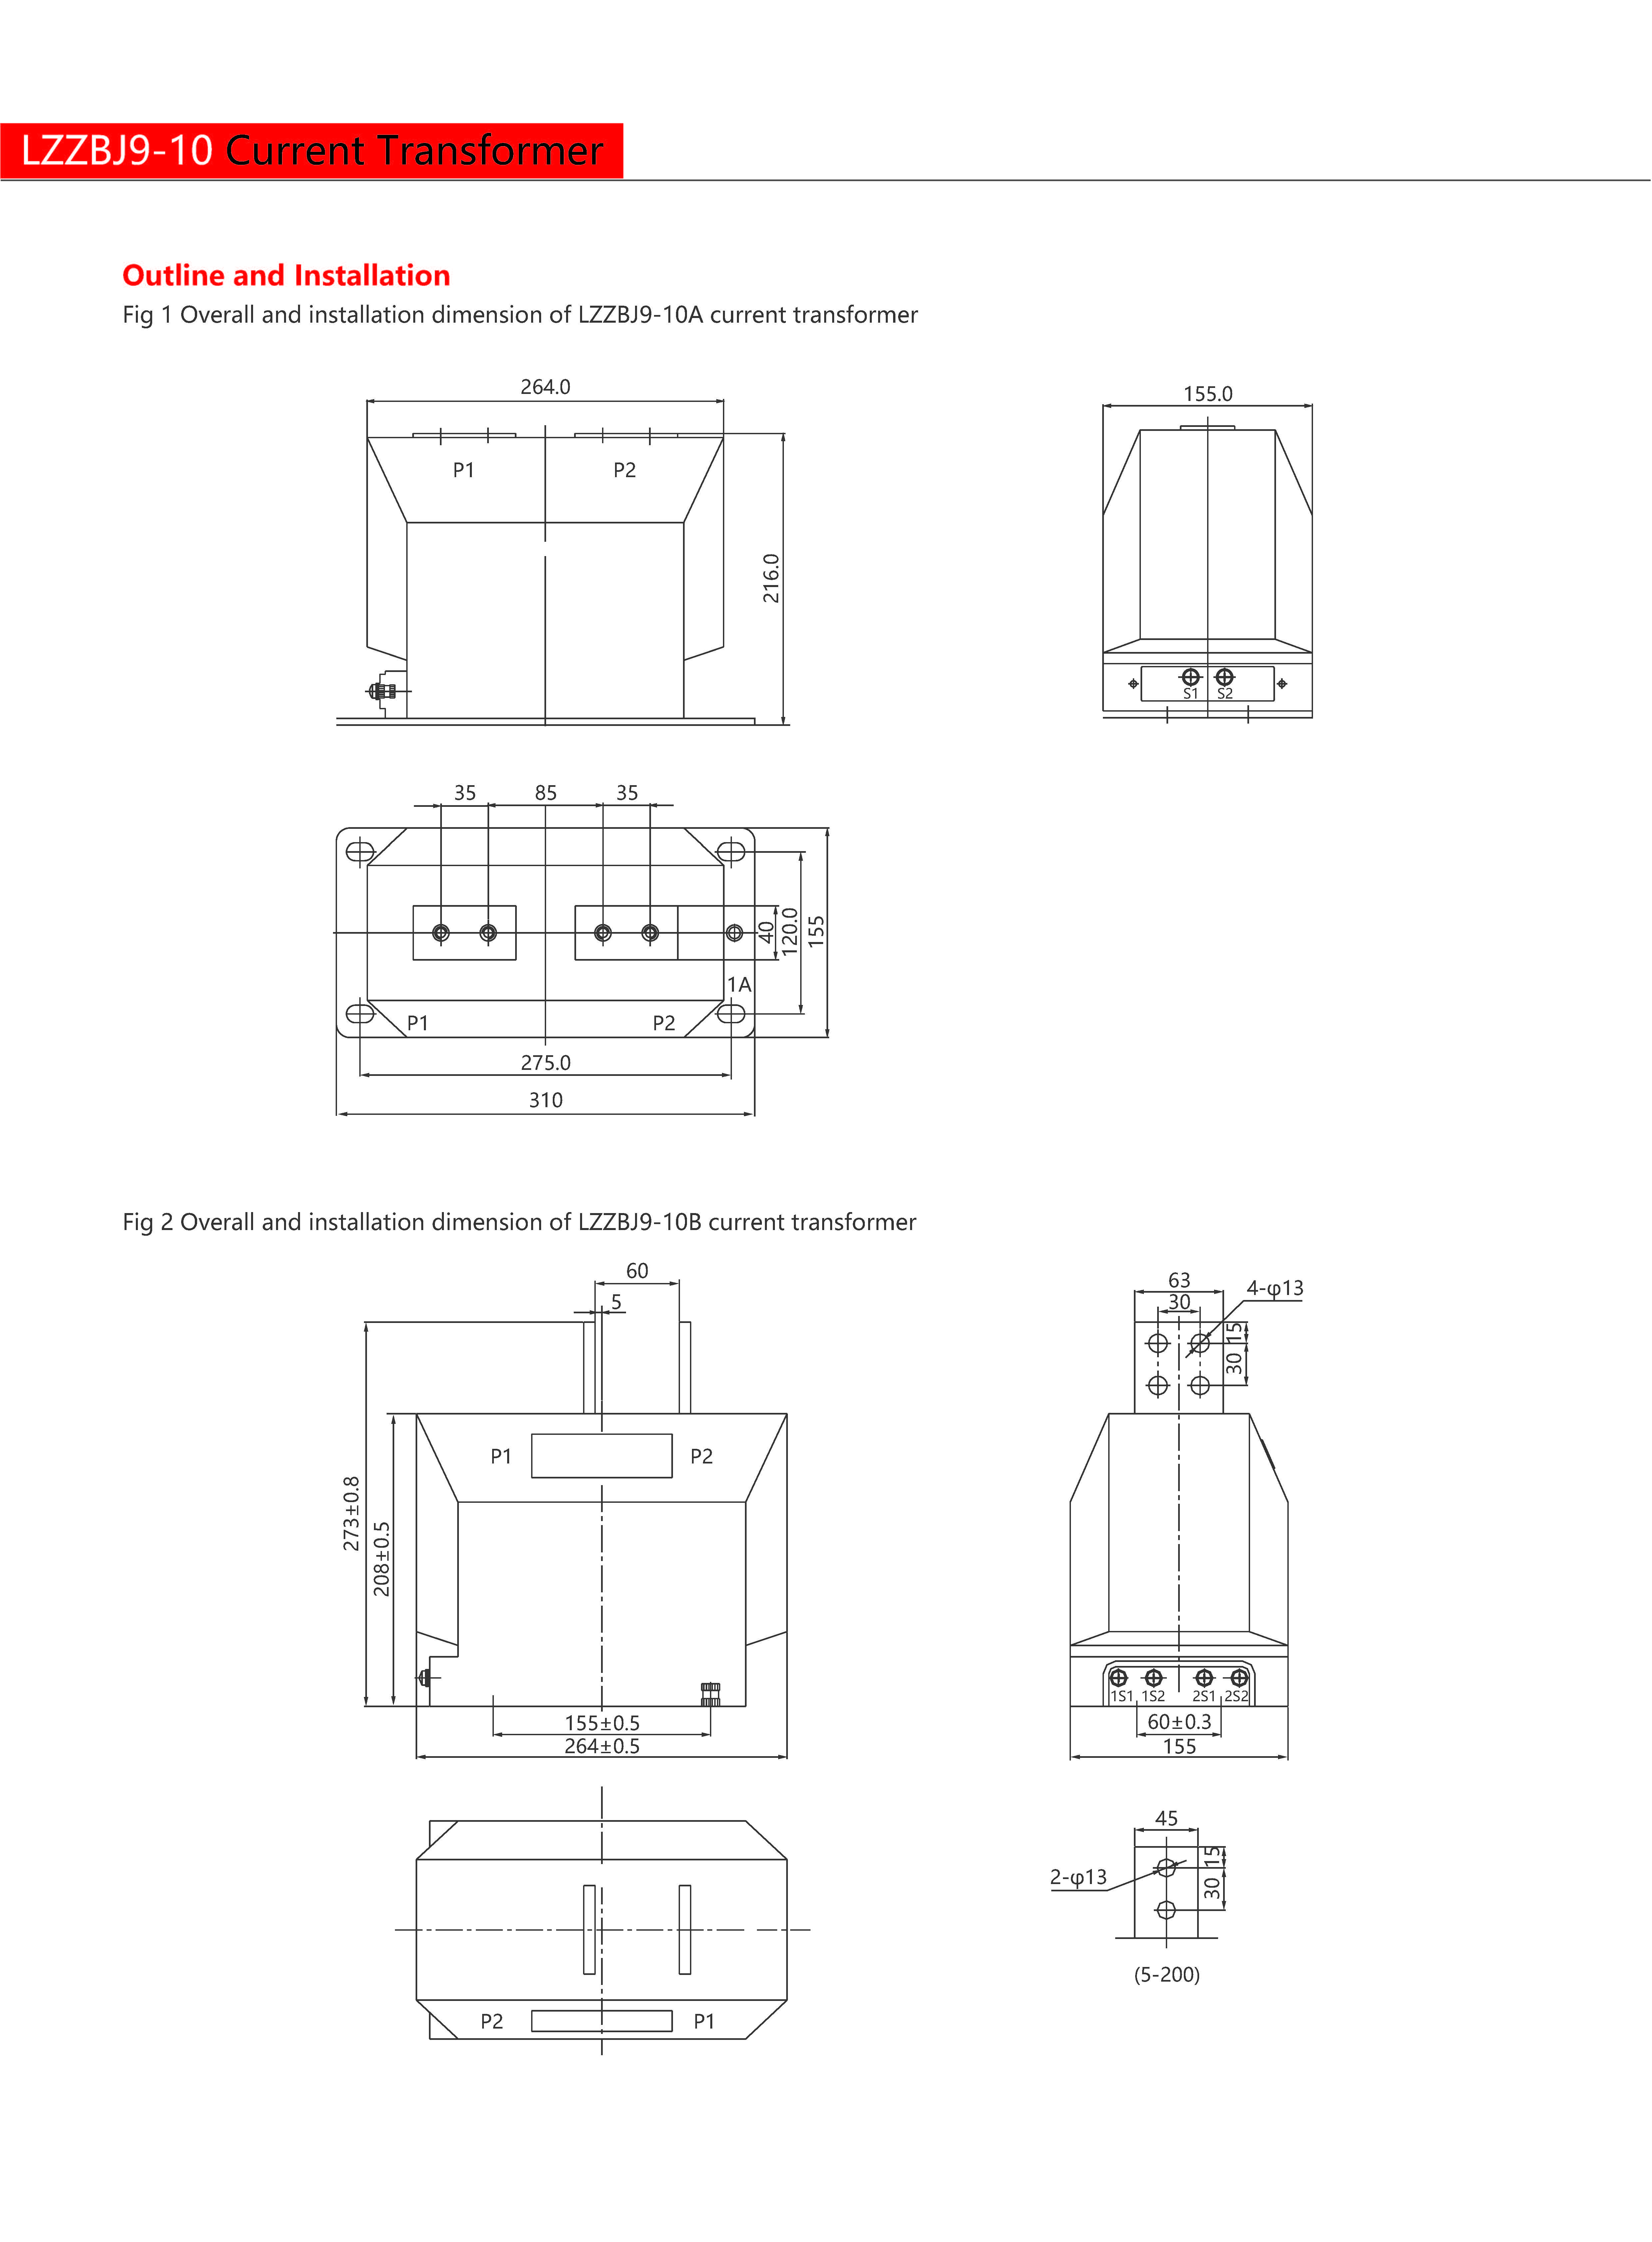 LZZBJ9-10 Current Transformer
Outline and Installation
Fig 1 Overall and installation dimension of LZZBJ9-10A current transformer
264.0
P1 P2
216.0
155.0
S1 S2
35 85 35
40
120.0
155
1A
P1 P2
275.0
310
Fig 2 Overall and installation dimension of LZZBJ9-10B current transformer
60
5
P1 P2
273±0.8
208±0.5
155±0.5
264±0.5
63
30
4-φ13
15
30
1S1 1S2 2S1 2S2
60±0.3
155
P2 P1
45
15
2-φ13
30
(5-200)